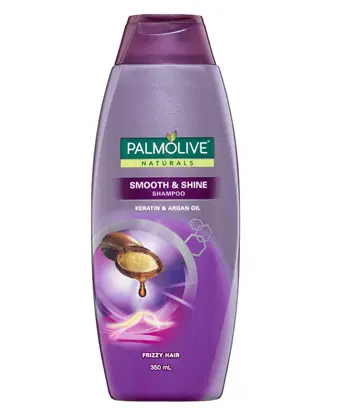 PALMOLIVE
NATURALS
SMOOTH & SHINE
SHAMPOO
KERATIN & ARGAN OIL
FRIZZY HAIR
350 mL